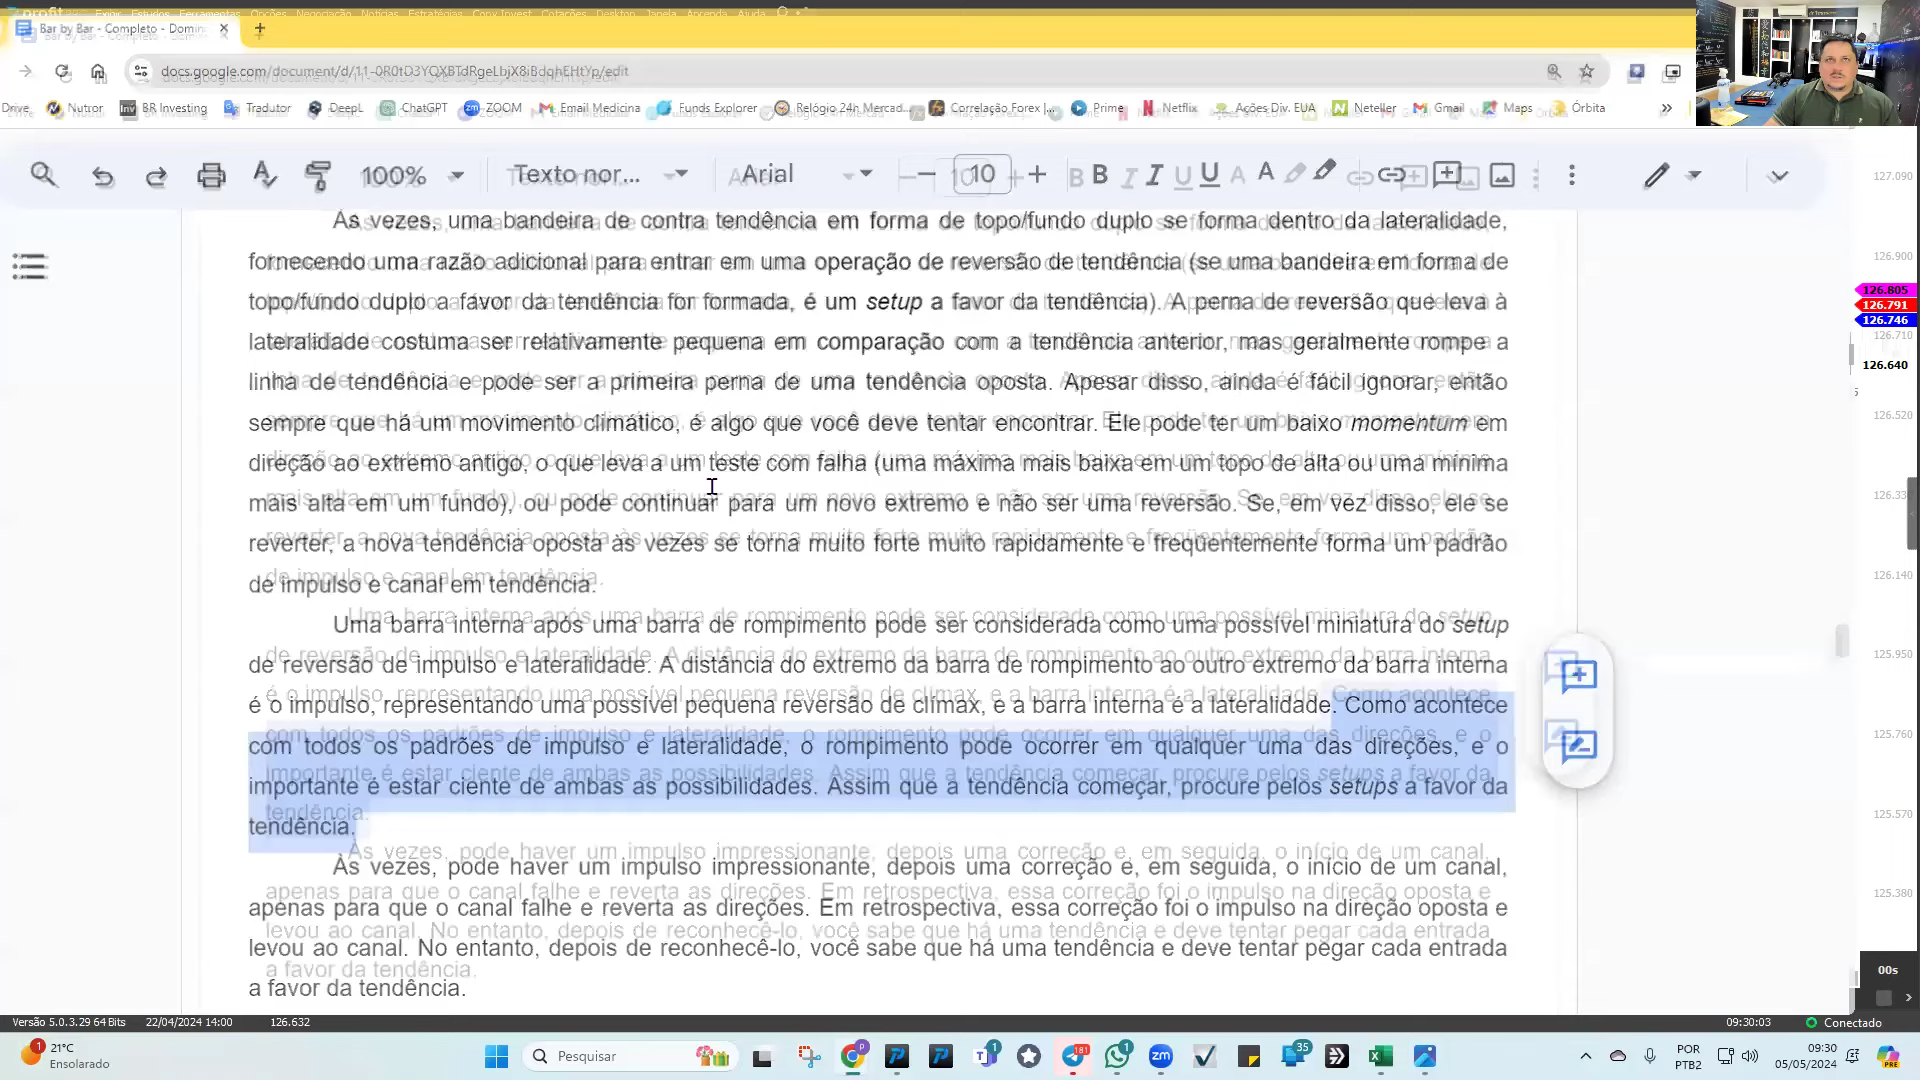 Bar by Bar - Completo - Domin
docs.google.com/document/d/11-0R0tD3YQXBTdRgeLbjX8iBdqhEHtYp/edit
Drive Nutror BR Investing Tradutor DeepL ChatGPT ZOOM Email Medicina Funds Explorer Relógio 24h Mercad... Correlação Forex |... Prime Netflix Ações Div. EUA Neteller Gmail Maps Órbita
100% Texto nor... Arial 10
Às vezes, uma bandeira de contra tendência em forma de topo/fundo duplo se forma dentro da lateralidade,
fornecendo uma razão adicional para entrar em uma operação de reversão de tendência (se uma bandeira em forma de
topo/fundo duplo a favor da tendência for formada, é um setup a favor da tendência). A perna de reversão que leva à
lateralidade costuma ser relativamente pequena em comparação com a tendência anterior, mas geralmente rompe a
linha de tendência e pode ser a primeira perna de uma tendência oposta. Apesar disso, ainda é fácil ignorar, então
sempre que há um movimento climático, é algo que você deve tentar encontrar. Ele pode ter um baixo momentum em
direção ao extremo antigo, o que leva a um teste com falha (uma máxima mais baixa em um topo de alta ou uma mínima
mais alta em um fundo), ou pode continuar para um novo extremo e não ser uma reversão. Se, em vez disso, ele se
reverter, a nova tendência oposta às vezes se torna muito forte muito rapidamente e freqüentemente forma um padrão
de impulso e canal em tendência.
Uma barra interna após uma barra de rompimento pode ser considerada como uma possível miniatura do setup
de reversão de impulso e lateralidade. A distância do extremo da barra de rompimento ao outro extremo da barra interna
é o impulso, representando uma possível pequena reversão de clímax, e a barra interna é a lateralidade. Como acontece
com todos os padrões de impulso e lateralidade, o rompimento pode ocorrer em qualquer uma das direções, e o
importante é estar ciente de ambas as possibilidades. Assim que a tendência começar, procure pelos setups a favor da
tendência.
Às vezes, pode haver um impulso impressionante, depois uma correção e, em seguida, o início de um canal,
apenas para que o canal falhe e reverta as direções. Em retrospectiva, essa correção foi o impulso na direção oposta e
levou ao canal. No entanto, depois de reconhecê-lo, você sabe que há uma tendência e deve tentar pegar cada entrada
a favor da tendência.
127.090
126.900
126.805
126.791
126.746
126.710
126.640
126.520
126.330
126.140
125.950
125.760
125.570
125.380
00s
Versão 5.0.3.29 64 Bits 22/04/2024 14:00 126.632 09:30:03 Conectado
21°C
Ensolarado
Pesquisar
POR
PTB2
09:30
05/05/2024